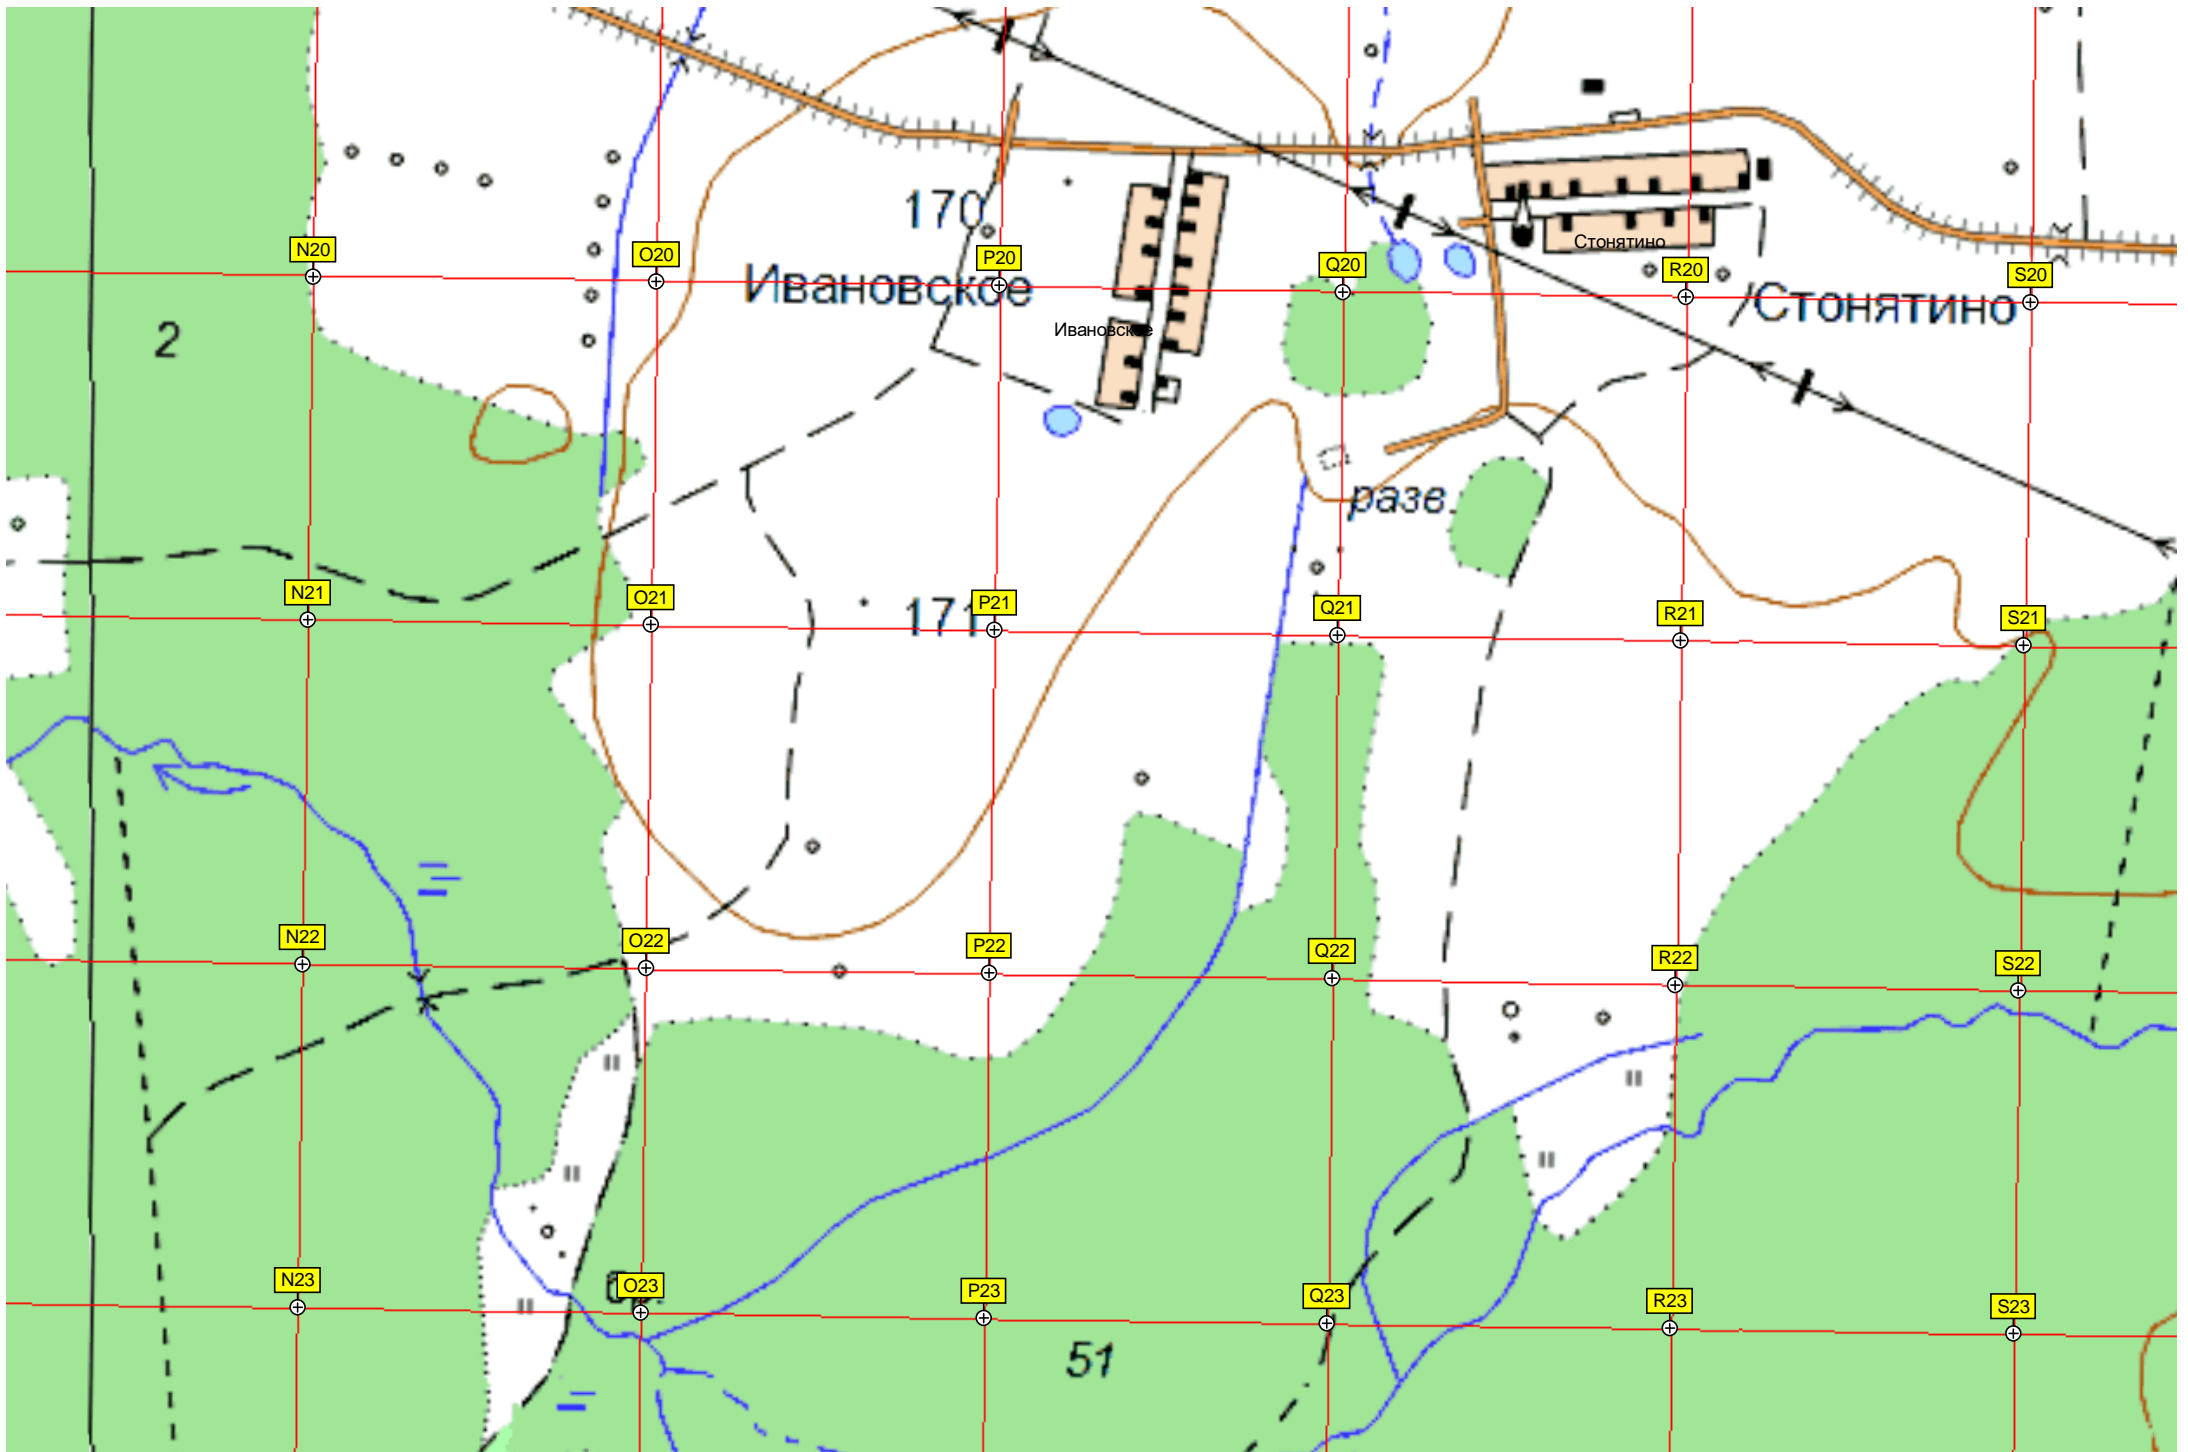 170
N20
O20
P20
Q20
R20
S20
Стонятино
Ивановское
/Стонятино
2
Ивановское
разв.
N21
O21
171
P21
Q21
R21
S21
N22
O22
P22
Q22
R22
S22
N23
O23
P23
Q23
R23
S23
51